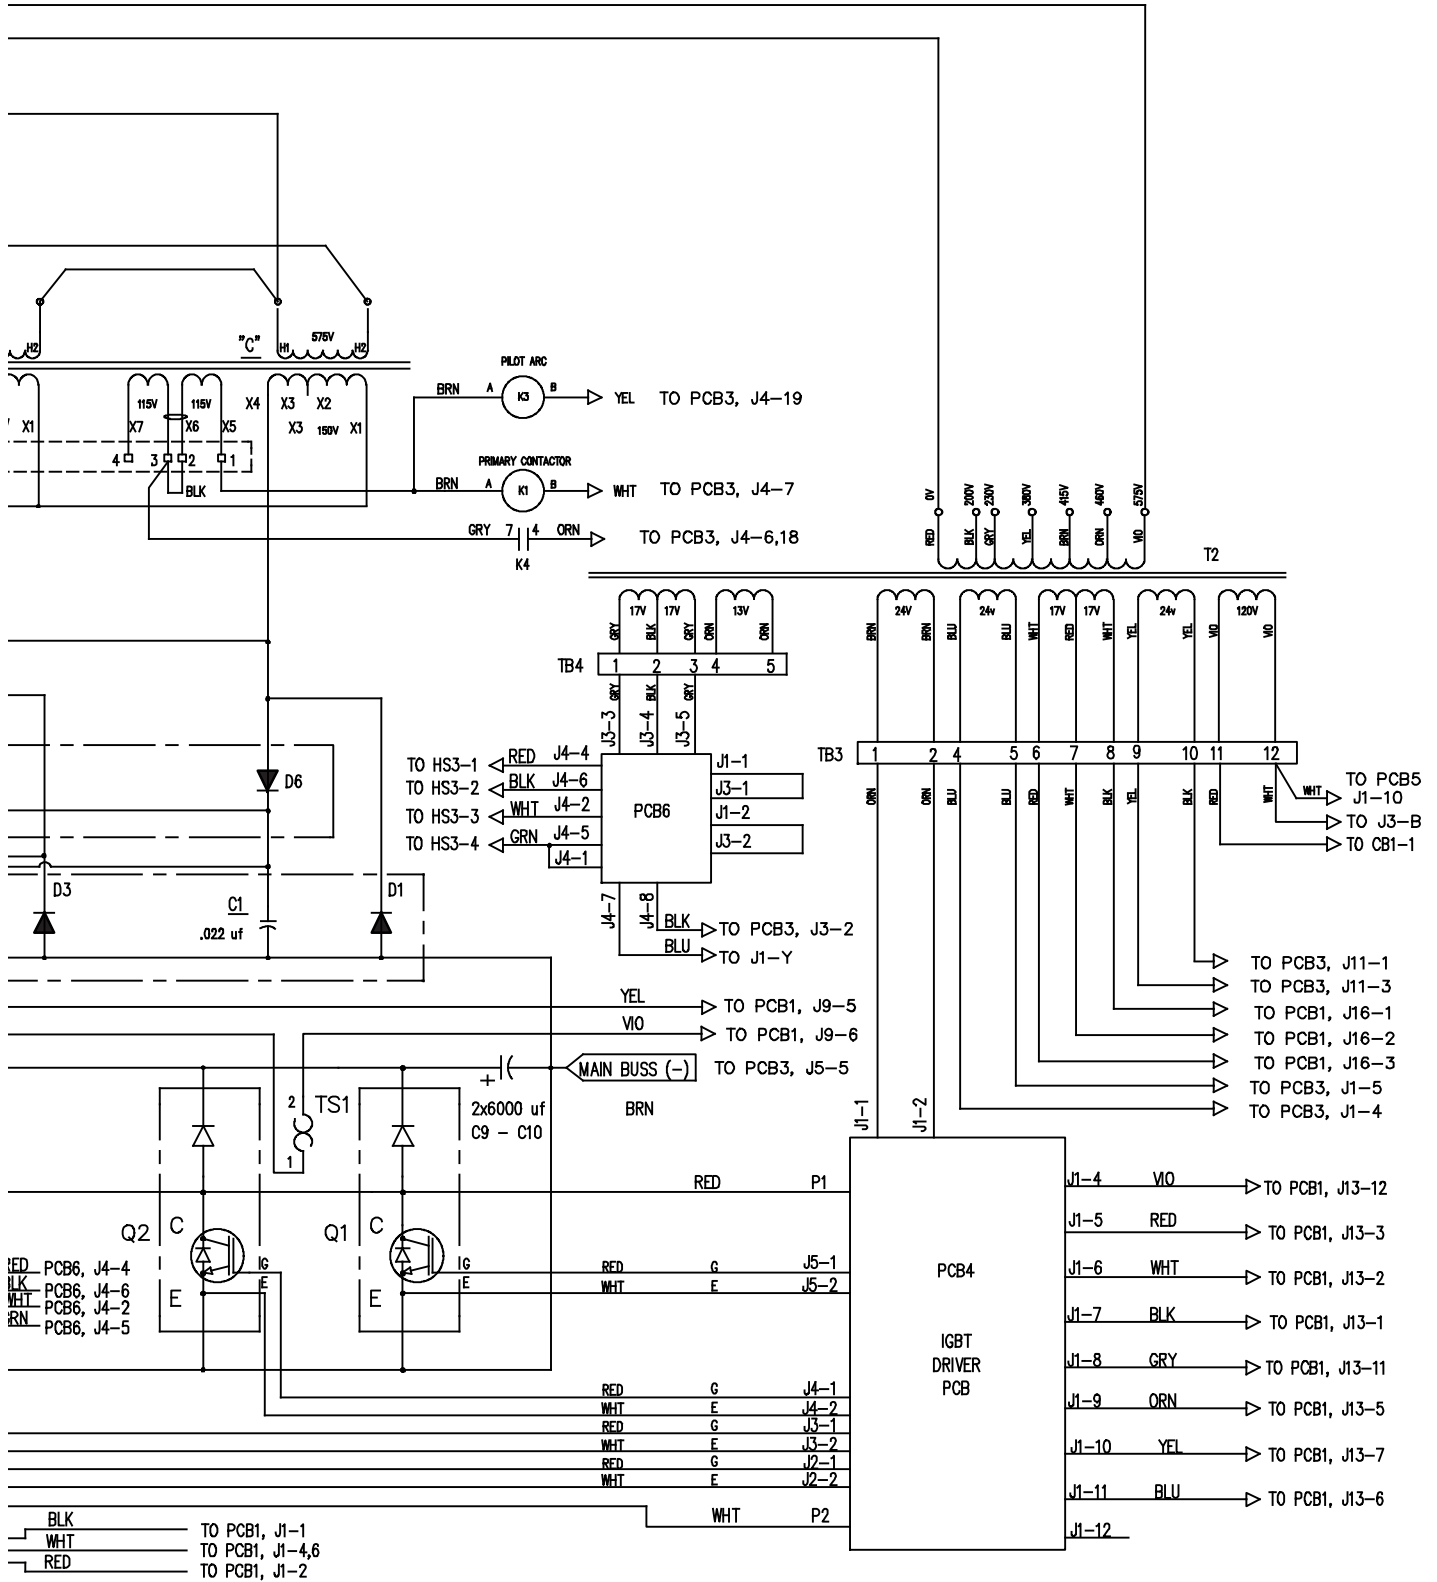 H2
"C"
H1
575V
H2
PILOT ARC
BRN
A
K3
B
YEL
TO PCB3, J4-19
115V
115V
X4
X3
X2
X1
X7
X6
X5
X3
150V
X1
4
3
2
1
BLK
PRIMARY CONTACTOR
BRN
A
K1
B
WHT
TO PCB3, J4-7
GRY
7
4
ORN
TO PCB3, J4-6,18
K4
0V
200V
230V
380V
415V
460V
575V
RED
BLK
GRY
YEL
BRN
ORN
VIO
T2
17V
17V
13V
24V
24v
17V
17V
24v
120V
GRY
BLK
GRY
ORN
ORN
BRN
BRN
BLU
BLU
WHT
RED
WHT
YEL
YEL
VIO
VIO
TB4
1
2
3
4
5
GRY
BLK
GRY
J3-3
J3-4
J3-5
TB3
1
2
4
5
6
7
8
9
10
11
12
ORN
ORN
BLU
BLU
RED
WHT
BLK
YEL
BLK
RED
WHT
WHT
TO PCB5
J1-10
TO J3-B
TO CB1-1
TO HS3-1
RED
J4-4
TO HS3-2
BLK
J4-6
TO HS3-3
WHT
J4-2
TO HS3-4
GRN
J4-5
J4-1
PCB6
J1-1
J3-1
J1-2
J3-2
D6
D3
C1
.022 uf
D1
J4-7
J4-8
BLK
TO PCB3, J3-2
BLU
TO J1-Y
TO PCB3, J11-1
TO PCB3, J11-3
TO PCB1, J16-1
TO PCB1, J16-2
TO PCB1, J16-3
TO PCB3, J1-5
TO PCB3, J1-4
YEL
TO PCB1, J9-5
VIO
TO PCB1, J9-6
MAIN BUSS (-)
TO PCB3, J5-5
BRN
+
2x6000 uf
C9 - C10
2
TS1
1
J1-1
J1-2
RED
P1
Q2
C
G
E
E
Q1
C
G
E
E
RED
G
J5-1
WHT
E
J5-2
PCB6, J4-4
PCB6, J4-6
PCB6, J4-2
PCB6, J4-5
PCB4
IGBT
DRIVER
PCB
J1-4
VIO
TO PCB1, J13-12
J1-5
RED
TO PCB1, J13-3
J1-6
WHT
TO PCB1, J13-2
J1-7
BLK
TO PCB1, J13-1
J1-8
GRY
TO PCB1, J13-11
J1-9
ORN
TO PCB1, J13-5
J1-10
YEL
TO PCB1, J13-7
J1-11
BLU
TO PCB1, J13-6
J1-12
RED
G
J4-1
WHT
E
J4-2
RED
G
J3-1
WHT
E
J3-2
RED
G
J2-1
WHT
E
J2-2
WHT
P2
BLK
TO PCB1, J1-1
WHT
TO PCB1, J1-4,6
RED
TO PCB1, J1-2